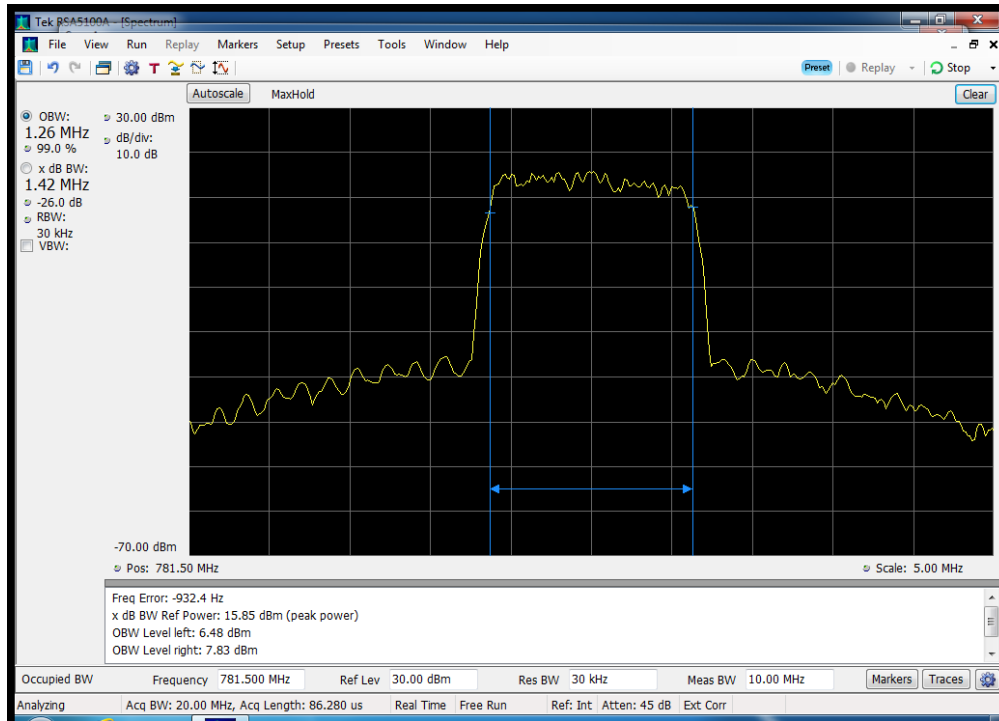 Tek RSA5100A - [Spectrum]
File View Run Replay Markers Setup Presets Tools Window Help
Preset Replay Stop
Autoscale MaxHold Clear
OBW:
1.26 MHz
99.0 %
x dB BW:
1.42 MHz
-26.0 dB
RBW:
30 kHz
VBW:
30.00 dBm
dB/div:
10.0 dB
-70.00 dBm
Pos: 781.50 MHz Scale: 5.00 MHz
Freq Error: -932.4 Hz
x dB BW Ref Power: 15.85 dBm (peak power)
OBW Level left: 6.48 dBm
OBW Level right: 7.83 dBm
Occupied BW Frequency 781.500 MHz Ref Lev 30.00 dBm Res BW 30 kHz Meas BW 10.00 MHz Markers Traces
Analyzing Acq BW: 20.00 MHz, Acq Length: 86.280 us Real Time Free Run Ref: Int Atten: 45 dB Ext Corr